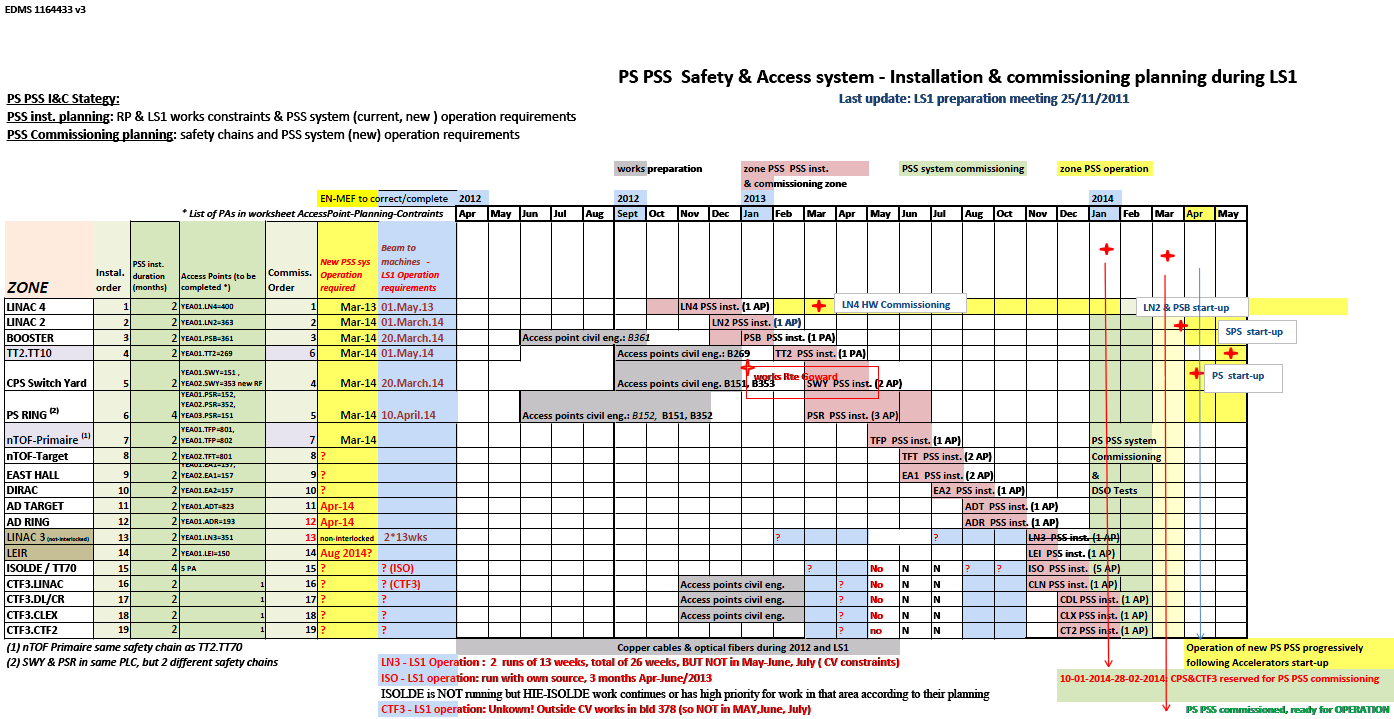 EDMS 1164433 v3
PS PSS Safety & Access system - Installation & commissioning planning during LS1
PS PSS I&C Stategy:
Last update: LS1 preparation meeting 25/11/2011
PSS inst. planning: RP & LS1 works constraints & PSS system (current, new ) operation requirements
PSS Commissioning planning: safety chains and PSS system (new) operation requirements
works preparation zone PSS PSS inst. PSS system commissioning zone PSS operation
& commissioning zone
EN-MEF to correct/complete 2012 2012 2013 2014
* List of PAs in worksheet AccessPoint-Planning-Contraints Apr May Jun Jul Aug Sept Oct Nov Dec Jan Feb Mar Apr May Jun Jul Aug Oct Nov Dec Jan Feb Mar Apr May
ZONE Instal. order PSS inst. duration (months) Access Points (to be completed *) Commiss. Order New PSS sys Operation required Beam to machines - LS1 Operation requirements
LINAC 4 1 2 YEA01.LN4=400 1 Mar-13 01.May.13 LN4 PSS inst. (1 AP) LN4 HW Commissioning LN2 & PSB start-up
LINAC 2 2 2 YEA01.LN2=363 2 Mar-14 01.March.14 LN2 PSS inst. (1 AP)
BOOSTER 3 2 YEA01.PSB=361 3 Mar-14 20.March.14 Access point civil eng.: B361 PSB PSS inst. (1 PA) SPS start-up
TT2.TT10 4 2 YEA01.TT2=269 6 Mar-14 01.May.14 Access points civil eng.: B269 TT2 PSS inst. (1 PA)
CPS Switch Yard 5 2 YEA01.SWY=151 , YEA02.SWY=353 new RF 4 Mar-14 20.March.14 Access points civil eng. B151, B353 works Rte Goward SWY PSS inst. (2 AP) PS start-up
PS RING (2) 6 4 YEA01.PSR=152, YEA02.PSR=352, YEA03.PSR=151 5 Mar-14 10.April.14 Access points civil eng.: B152, B151, B352 PSR PSS inst. (3 AP)
nTOF-Primaire (1) 7 2 YEA01.TFP=801, YEA01.TFP=802 7 Mar-14 TFP PSS inst. (1 AP) PS PSS system
nTOF-Target 8 2 YEA02.TFT=801 8 ? TFT PSS inst. (2 AP) Commissioning
EAST HALL 9 2 YEA01.EA1=157, YEA02.EA1=157 9 ? EA1 PSS inst. (2 AP) &
DIRAC 10 2 YEA01.EA2=157 10 ? EA2 PSS inst. (1 AP) DSO Tests
AD TARGET 11 2 YEA01.ADT=823 11 Apr-14 ADT PSS inst. (1 AP)
AD RING 12 2 YEA01.ADR=193 12 Apr-14 ADR PSS inst. (1 AP)
LINAC 3 (non-interlocked) 13 2 YEA01.LN3=351 13 non-interlocked 2*13wks ? ? LN3 PSS inst. (1 AP)
LEIR 14 2 YEA01.LEI=150 14 Aug 2014? LEI PSS inst. (1 AP)
ISOLDE / TT70 15 4 5 PA 15 ? ? (ISO) ? No N N ? ? ISO PSS inst. (5 AP)
CTF3.LINAC 16 2 1 16 ? ? (CTF3) Access points civil eng. ? No N N CLN PSS inst. (1 AP)
CTF3.DL/CR 17 2 1 17 ? ? Access points civil eng. ? No N N CDL PSS inst. (1 AP)
CTF3.CLEX 18 2 1 18 ? ? Access points civil eng. ? No N N CLX PSS inst. (1 AP)
CTF3.CTF2 19 2 1 19 ? ? ? no N N CT2 PSS inst. (1 AP)
(1) nTOF Primaire same safety chain as TT2.TT70 Copper cables & optical fibers during 2012 and LS1 Operation of new PS PSS progressively
(2) SWY & PSR in same PLC, but 2 different safety chains LN3 - LS1 Operation : 2 runs of 13 weeks, total of 26 weeks, BUT NOT in May-June, July ( CV constraints) following Accelerators start-up
ISO - LS1 operation: run with own source, 3 months Apr-June/2013 10-01-2014-28-02-2014: CPS&CTF3 reserved for PS PSS commissioning
ISOLDE is NOT running but HIE-ISOLDE work continues or has high priority for work in that area according to their planning
CTF3 - LS1 operation: Unkown! Outside CV works in bld 378 (so NOT in MAY,June, July) PS PSS commissioned, ready for OPERATION